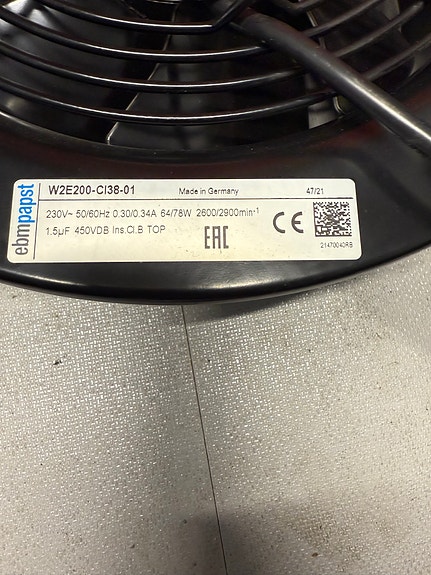 ebmpapst
W2E200-CI38-01 Made in Germany 47/21
230V~ 50/60Hz 0.30/0.34A 64/78W 2600/2900min-1
1.5µF 450VDB Ins.Cl.B TOP EAC CE
21470040RB